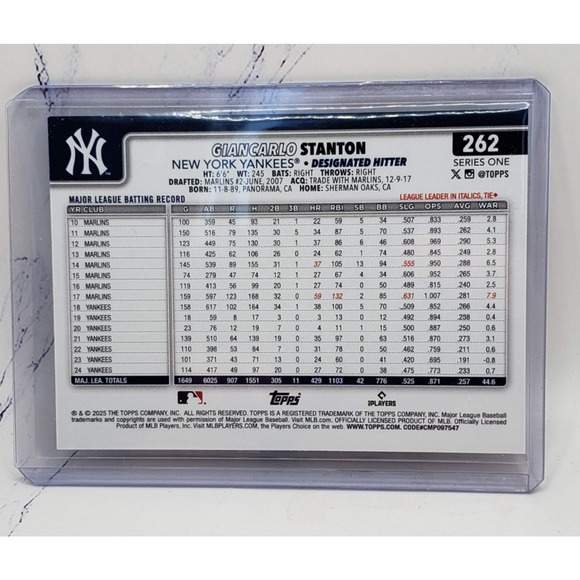 NY
GIANCARLO STANTON
NEW YORK YANKEES® • DESIGNATED HITTER
HT: 6'6" WT: 245 BATS: RIGHT THROWS: RIGHT
DRAFTED: MARLINS #2-JUNE, 2007 ACQ: TRADE WITH MARLINS, 12-9-17
BORN: 11-8-89, PANORAMA, CA HOME: SHERMAN OAKS, CA
262
SERIES ONE
X @TOPPS
MAJOR LEAGUE BATTING RECORD LEAGUE LEADER IN ITALICS, TIE•
YR CLUB G AB R H 2B 3B HR RBI SB BB SLG OPS AVG WAR
10 MARLINS 100 359 45 93 21 1 22 59 5 34 .507 .833 .259 2.8
11 MARLINS 150 516 79 135 30 5 34 87 5 70 .537 .893 .262 4.1
12 MARLINS 123 449 75 130 30 1 37 86 6 46 .608 .969 .290 5.3
13 MARLINS 116 425 62 106 26 0 24 62 1 74 .480 .845 .249 2.8
14 MARLINS 145 539 89 155 31 1 37 105 13 94 .555 .950 .288 6.5
15 MARLINS 74 279 47 74 12 1 27 67 4 34 .606 .952 .265 3.7
16 MARLINS 119 413 56 99 20 1 27 74 0 50 .489 .815 .240 2.5
17 MARLINS 159 597 123 168 32 0 59 132 2 85 .631 1.007 .281 7.9
18 YANKEES 158 617 102 164 34 1 38 100 5 70 .509 .852 .266 4.4
19 YANKEES 18 59 8 17 3 0 3 13 0 12 .492 .894 .288 0.4
20 YANKEES 23 76 12 19 7 0 4 11 1 15 .500 .887 .250 0.4
21 YANKEES 139 510 64 139 19 0 35 97 0 63 .516 .870 .273 3.1
22 YANKEES 110 398 53 84 7 0 31 78 0 50 .462 .759 .211 0.6
23 YANKEES 101 371 43 71 13 0 24 60 0 41 .420 .695 .191 -0.8
24 YANKEES 114 417 49 97 20 0 27 72 0 38 .475 .773 .233 0.7
MAJ. LEA. TOTALS 1649 6025 907 1551 305 11 429 1103 42 776 .525 .871 .257 44.6
Topps
PLAYERS
® & © 2025 THE TOPPS COMPANY, INC. ALL RIGHTS RESERVED. TOPPS IS A REGISTERED TRADEMARK OF THE TOPPS COMPANY, INC. Major League Baseball
trademarks and copyrights are used with permission of Major League Baseball. Visit MLB.com. OFFICIALLY LICENSED PRODUCT OF MLB. Officially Licensed
Product of MLB Players, Inc. Visit MLBPLAYERS.COM, the Players Choice on the web. WWW.TOPPS.COM. CODE#CMP097547